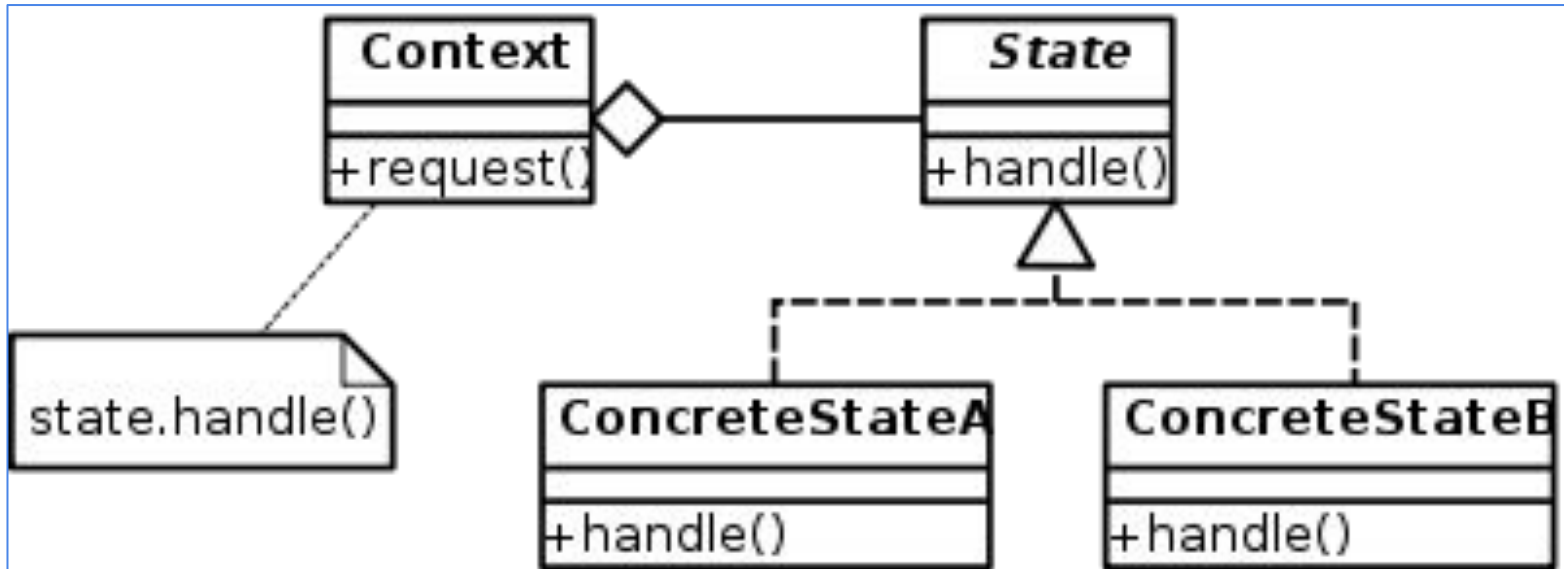 Context
+request()
State
+handle()
state.handle()
ConcreteStateA
+handle()
ConcreteStateB
+handle()